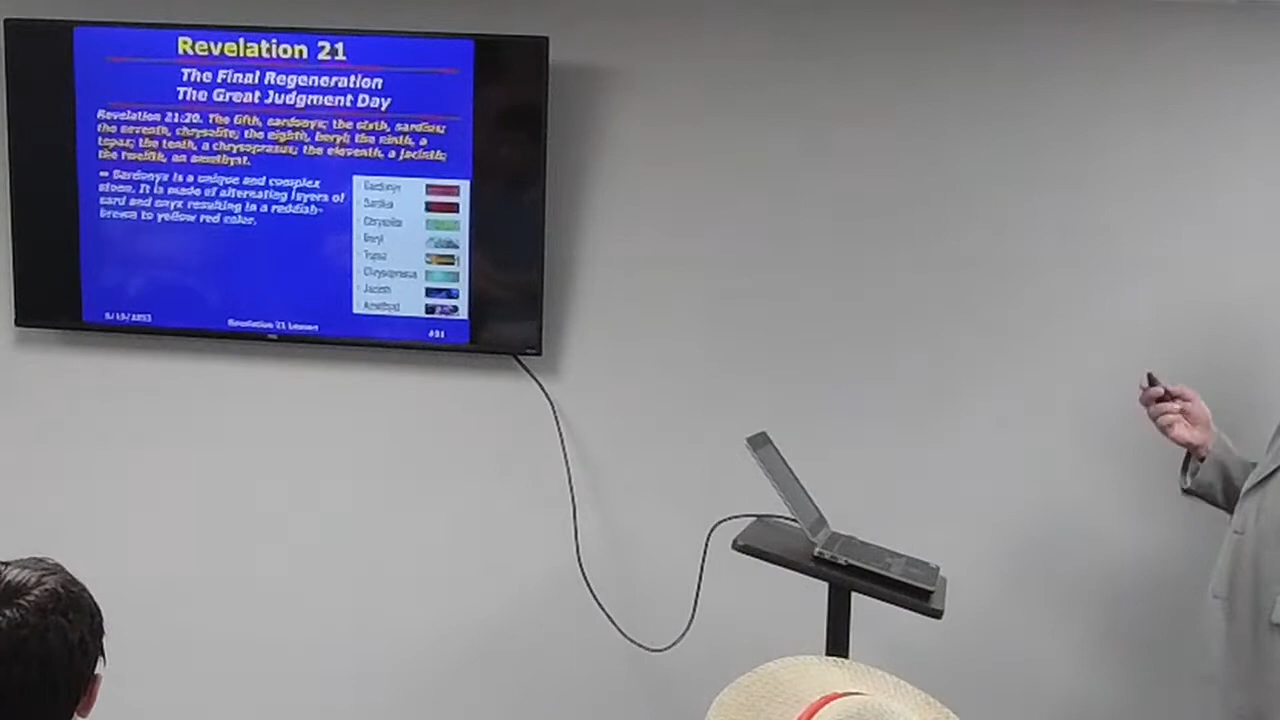 Revelation 21
The Final Regeneration
The Great Judgment Day
Revelation 21:20. The fifth, sardonyx; the sixth, sardius;
the seventh, chrysolite; the eighth, beryl; the ninth, a
topaz; the tenth, a chrysoprasus; the eleventh, a jacinth;
the twelfth, an amethyst.
Sardonyx is a unique and complex
stone. It is made of alternating layers of
sard and onyx resulting in a reddish-
brown to yellow red color.
Sardonyx
Sardius
Chrysolite
Beryl
Topaz
Chrysoprasus
Jacinth
Amethyst
Revelation 21 Lesson